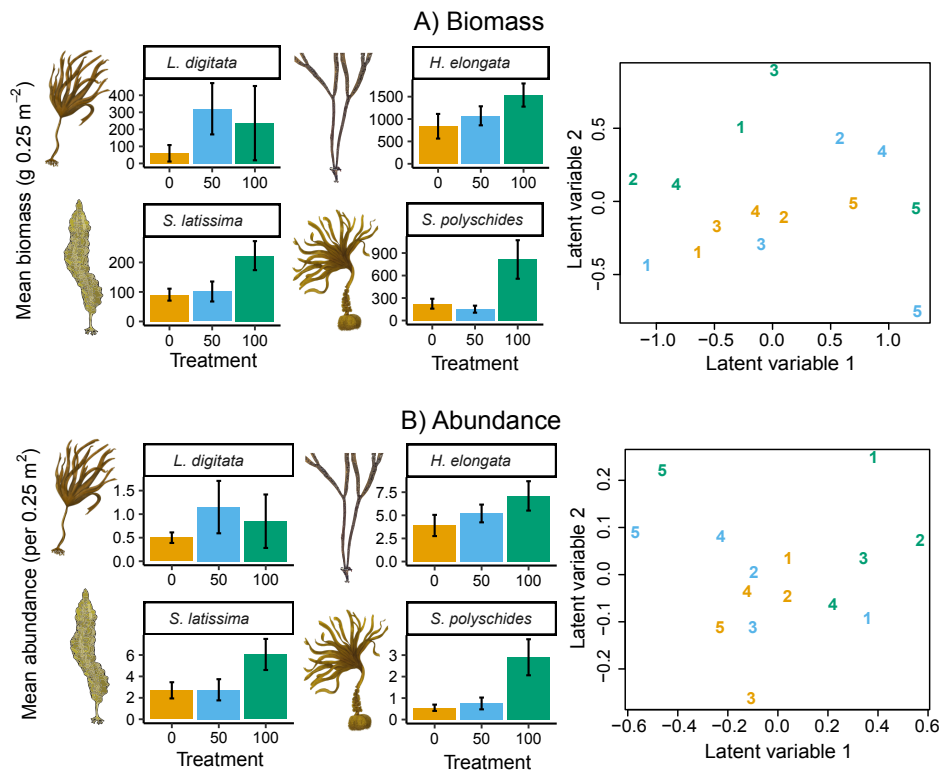 A) Biomass
Mean biomass (g 0.25 m⁻²)
L. digitata
400
300
200
100
0
0 50 100
H. elongata
1500
1000
500
0
0 50 100
S. latissima
200
100
0
0 50 100
Treatment
S. polyschides
900
600
300
0
0 50 100
Treatment
Latent variable 2
0.5
0.0
−0.5
3
1
2
4
2
4
2
4
3
4
2
5
5
1
1
3
5
−1.0 −0.5 0.0 0.5 1.0
Latent variable 1
B) Abundance
Mean abundance (per 0.25 m²)
L. digitata
1.5
1.0
0.5
0.0
0 50 100
H. elongata
7.5
5.0
2.5
0.0
0 50 100
S. latissima
6
4
2
0
0 50 100
Treatment
S. polyschides
3
2
1
0
0 50 100
Treatment
Latent variable 2
0.2
0.1
0.0
−0.1
−0.2
1
5
5
4
2
1
3
2
4
2
4
5
3
1
3
−0.6 −0.4 −0.2 0.0 0.2 0.4 0.6
Latent variable 1